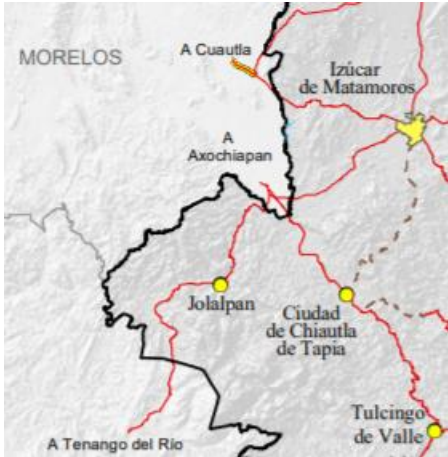 MORELOS
A Cuautla
Izúcar
de Matamoros
A
Axochiapan
Jolalpan
Ciudad
de Chiautla
de Tapia
Tulcingo
de Valle
A Tenango del Río